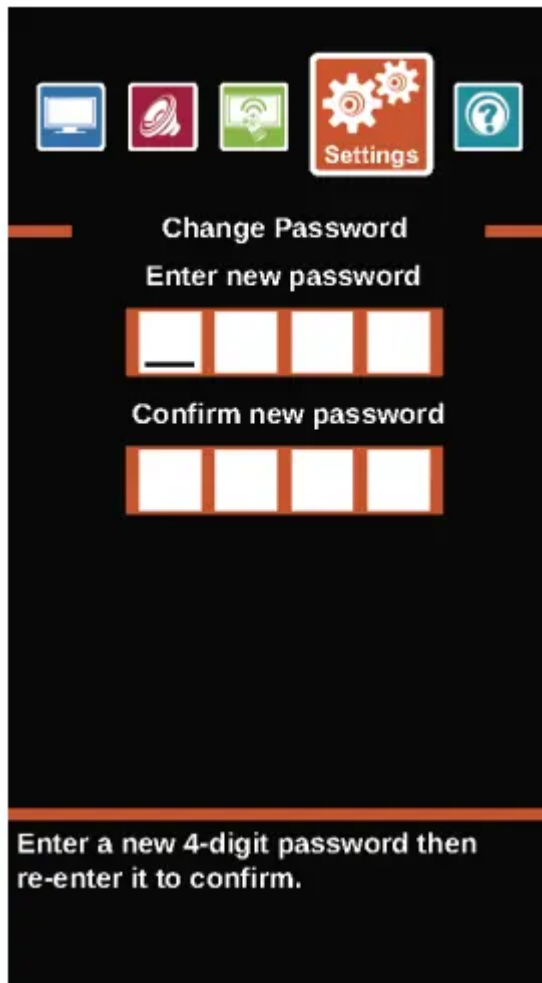 Settings
Change Password
Enter new password
Confirm new password
Enter a new 4-digit password then
re-enter it to confirm.